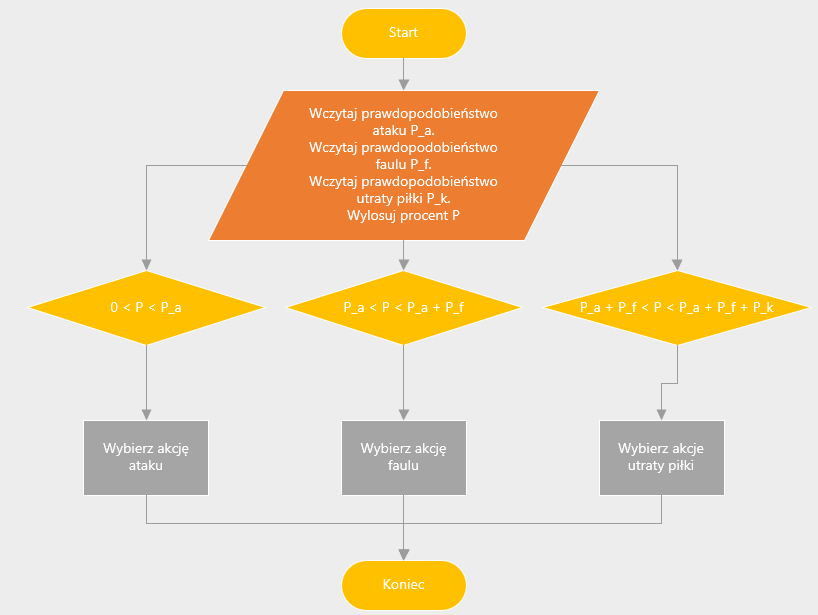 Start
Wczytaj prawdopodobieństwo
ataku P_a.
Wczytaj prawdopodobieństwo
faulu P_f.
Wczytaj prawdopodobieństwo
utraty piłki P_k.
Wylosuj procent P
0 < P < P_a
P_a < P < P_a + P_f
P_a + P_f < P < P_a + P_f + P_k
Wybierz akcję
ataku
Wybierz akcję
faulu
Wybierz akcje
utraty piłki
Koniec